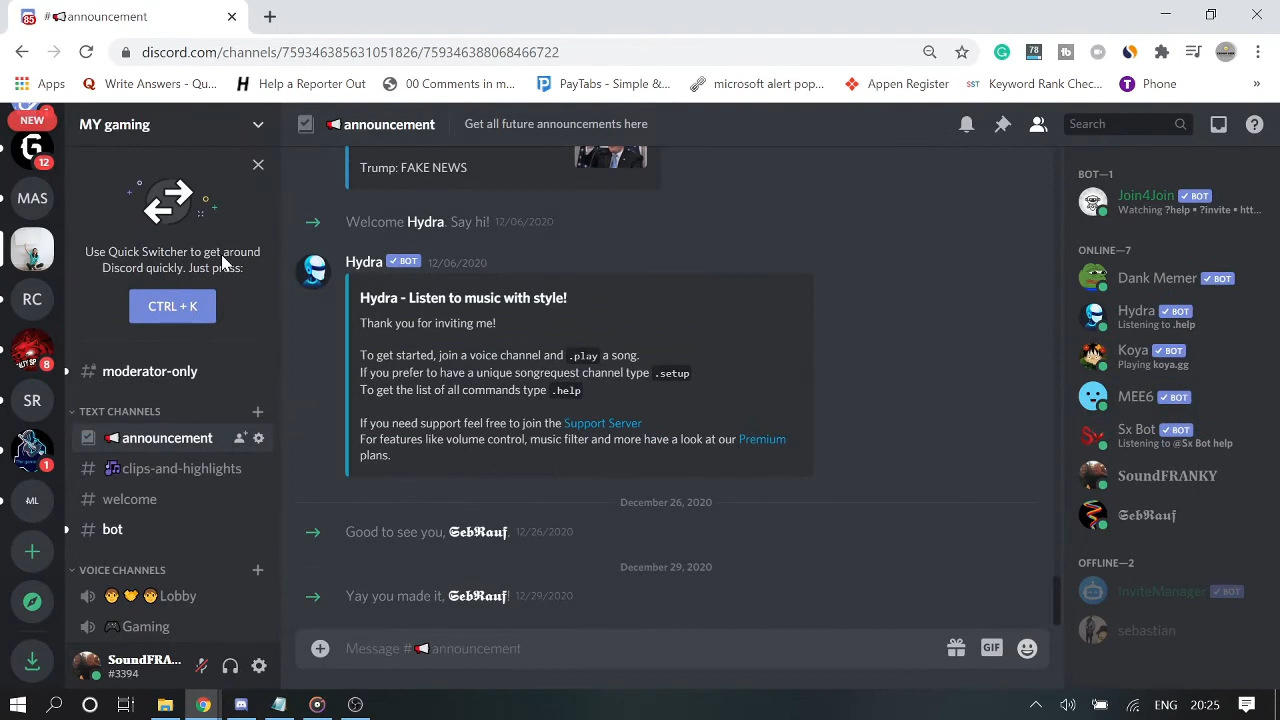 85
#📢announcement
discord.com/channels/759346385631051826/759346388068466722
78
tb
Apps
Write Answers - Qu...
Help a Reporter Out
00 Comments in m...
PayTabs - Simple &...
microsoft alert pop...
Appen Register
SST
Keyword Rank Chec...
Phone
»
NEW
12
MAS
RC
8
SR
1
ML
MY gaming
Use Quick Switcher to get around
Discord quickly. Just press:
CTRL + K
moderator-only
TEXT CHANNELS
📢announcement
🎵clips-and-highlights
welcome
bot
VOICE CHANNELS
Lobby
🎮Gaming
SoundFRA...
#3394
📢announcement
Get all future announcements here
Search
Trump: FAKE NEWS
Welcome Hydra. Say hi! 12/06/2020
Hydra ✓ BOT 12/06/2020
Hydra - Listen to music with style!
Thank you for inviting me!
To get started, join a voice channel and .play a song.
If you prefer to have a unique songrequest channel type .setup
To get the list of all commands type .help
If you need support feel free to join the Support Server
For features like volume control, music filter and more have a look at our Premium
plans.
December 26, 2020
Good to see you, 𝕾𝖊𝖇𝕽𝖆𝖚𝖋. 12/26/2020
December 29, 2020
Yay you made it, 𝕾𝖊𝖇𝕽𝖆𝖚𝖋! 12/29/2020
Message #📢announcement
GIF
BOT—1
Join4Join ✓ BOT
Watching ?help ▪ ?invite ▪ htt...
ONLINE—7
Dank Memer ✓ BOT
Hydra ✓ BOT
Listening to .help
Koya ✓ BOT
Playing koya.gg
MEE6 ✓ BOT
Sx Bot ✓ BOT
Listening to @Sx Bot help
SoundFRANKY
𝕾𝖊𝖇𝕽𝖆𝖚𝖋
OFFLINE—2
InviteManager ✓ BOT
sebastian
ENG
20:25